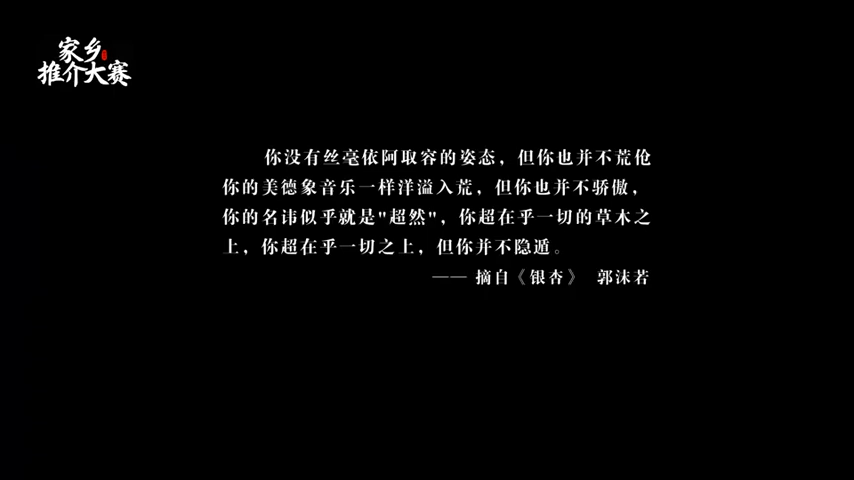 家乡
推介大赛
你没有丝毫依阿取容的姿态，但你也并不荒伧
你的美德象音乐一样洋溢入荒，但你也并不骄傲，
你的名讳似乎就是"超然"，你超在乎一切的草木之
上，你超在乎一切之上，但你并不隐遁。
—— 摘自《银杏》 郭沫若